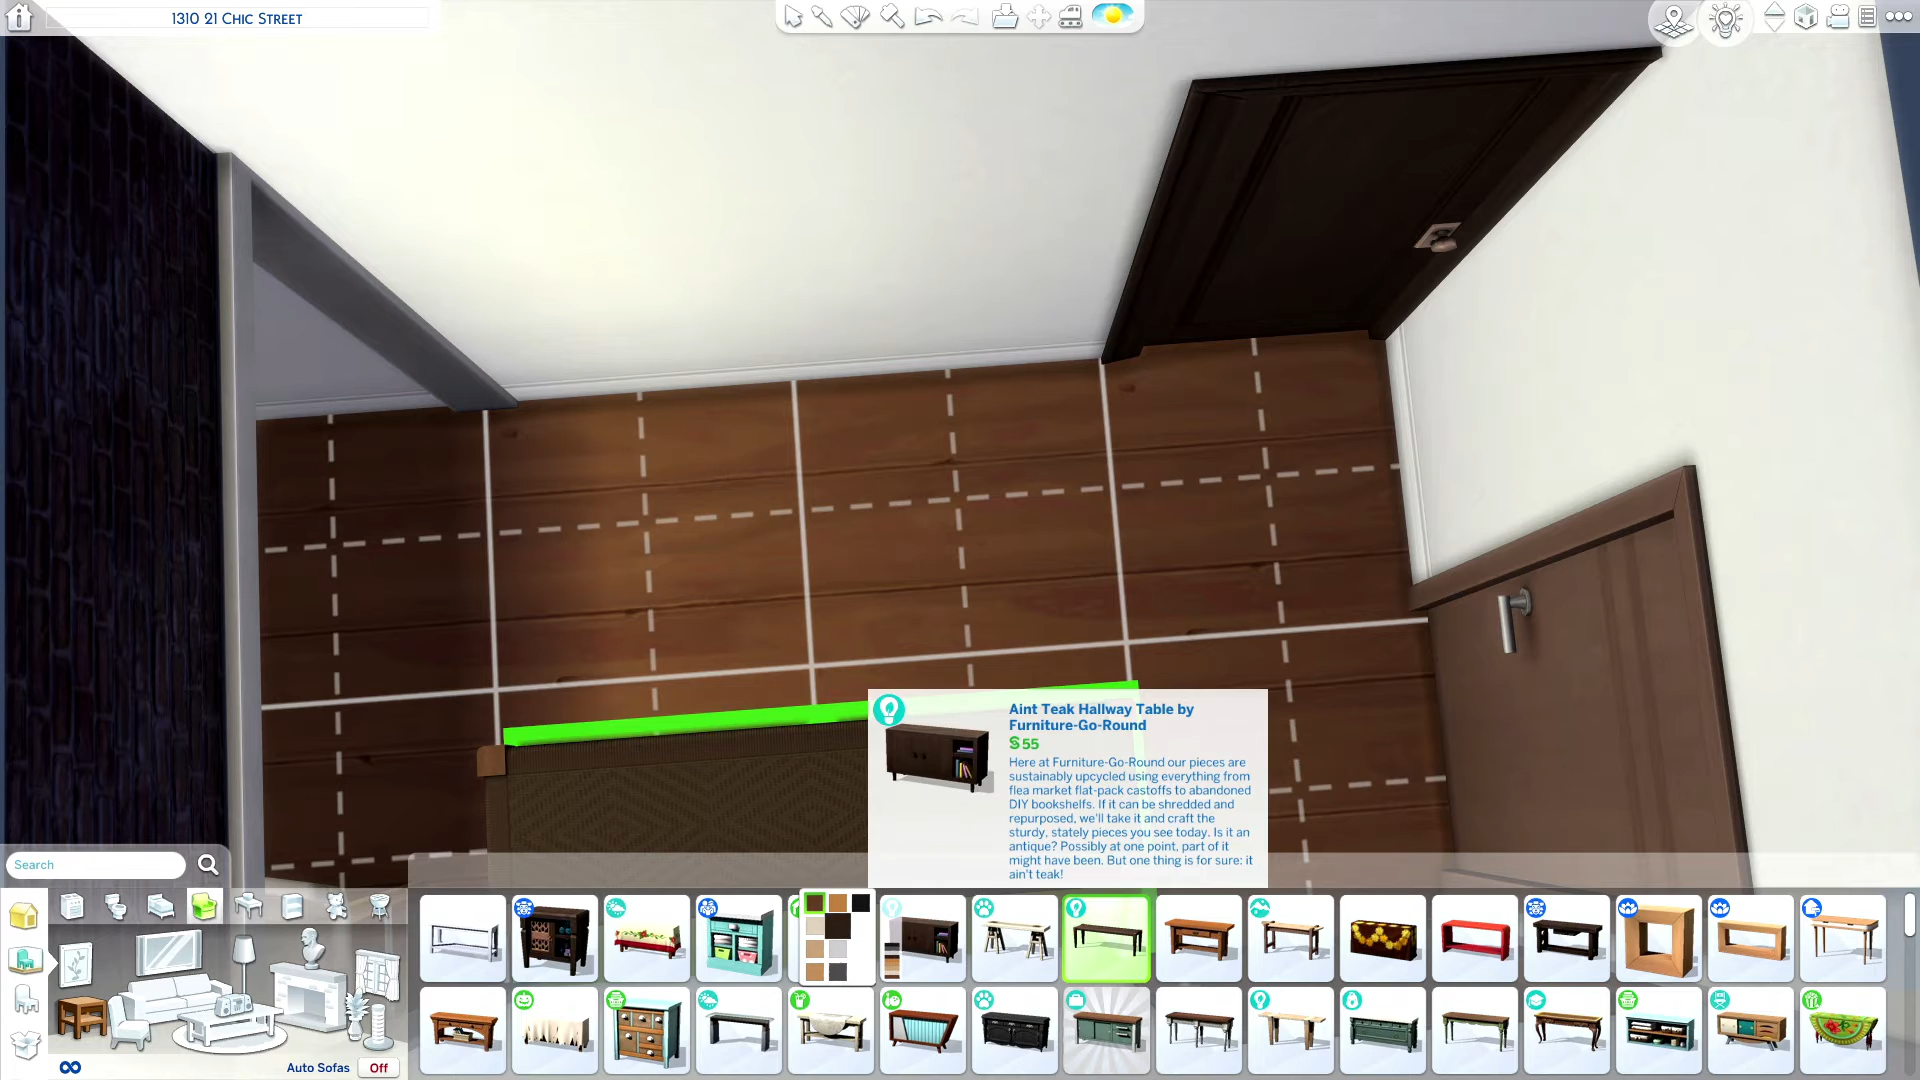 1310 21 Chic Street
Aint Teak Hallway Table by
Furniture-Go-Round
§55
Here at Furniture-Go-Round our pieces are
sustainably upcycled using everything from
flea market flat-pack castoffs to abandoned
DIY bookshelfs. If it can be shredded and
repurposed, we'll take it and craft the
sturdy, stately pieces you see today. Is it an
antique? Possibly at one point, part of it
might have been. But one thing is for sure: it
ain't teak!
Search
Auto Sofas Off